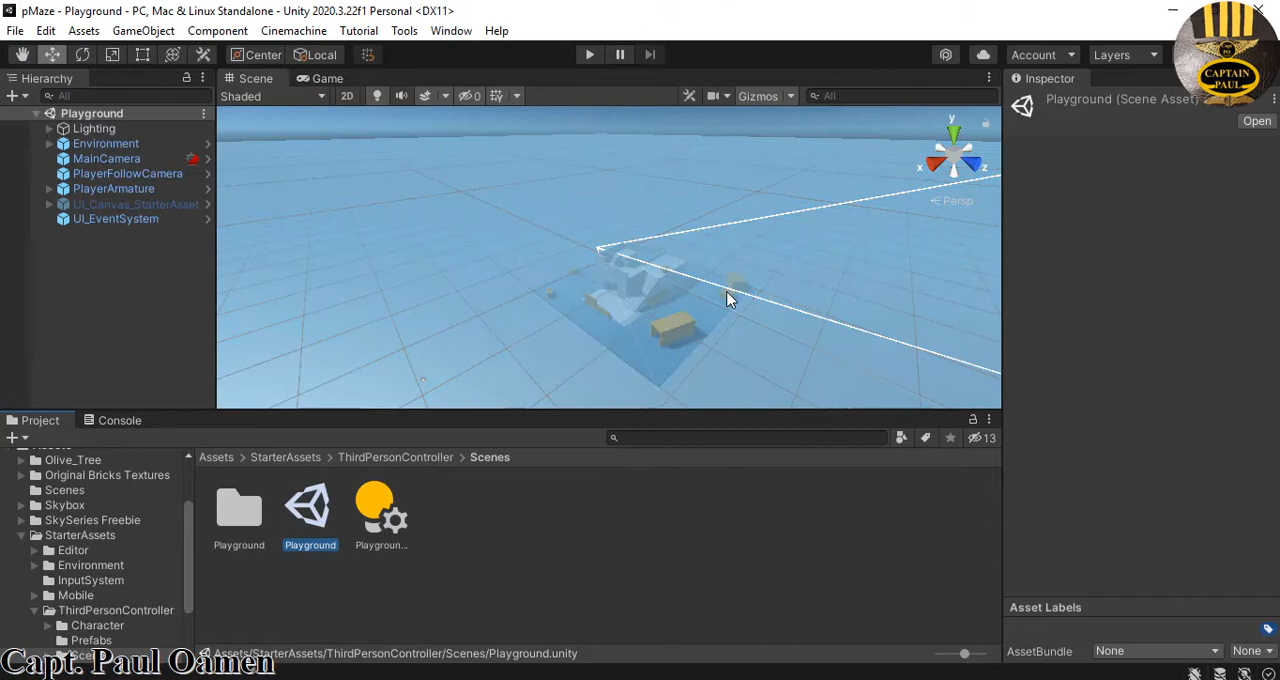 pMaze - Playground - PC, Mac & Linux Standalone - Unity 2020.3.22f1 Personal <DX11>
File Edit Assets GameObject Component Cinemachine Tutorial Tools Window Help
Center Local Account Layers
CAPTAIN
PAUL
Hierarchy Scene Game Inspector
All Shaded 2D 0 Gizmos All
Playground (Scene Asset)
Open
Playground
Lighting
Environment
MainCamera
PlayerFollowCamera
PlayerArmature
UI_Canvas_StarterAsset
UI_EventSystem
y
x z
Persp
Project Console
13
Assets > StarterAssets > ThirdPersonController > Scenes
Olive_Tree
Original Bricks Textures
Scenes
Skybox
SkySeries Freebie
StarterAssets
Editor
Environment
InputSystem
Mobile
ThirdPersonController
Character
Prefabs
Playground Playground Playgroun...
Assets/StarterAssets/ThirdPersonController/Scenes/Playground.unity
Capt. Paul Oamen
Asset Labels
AssetBundle None None